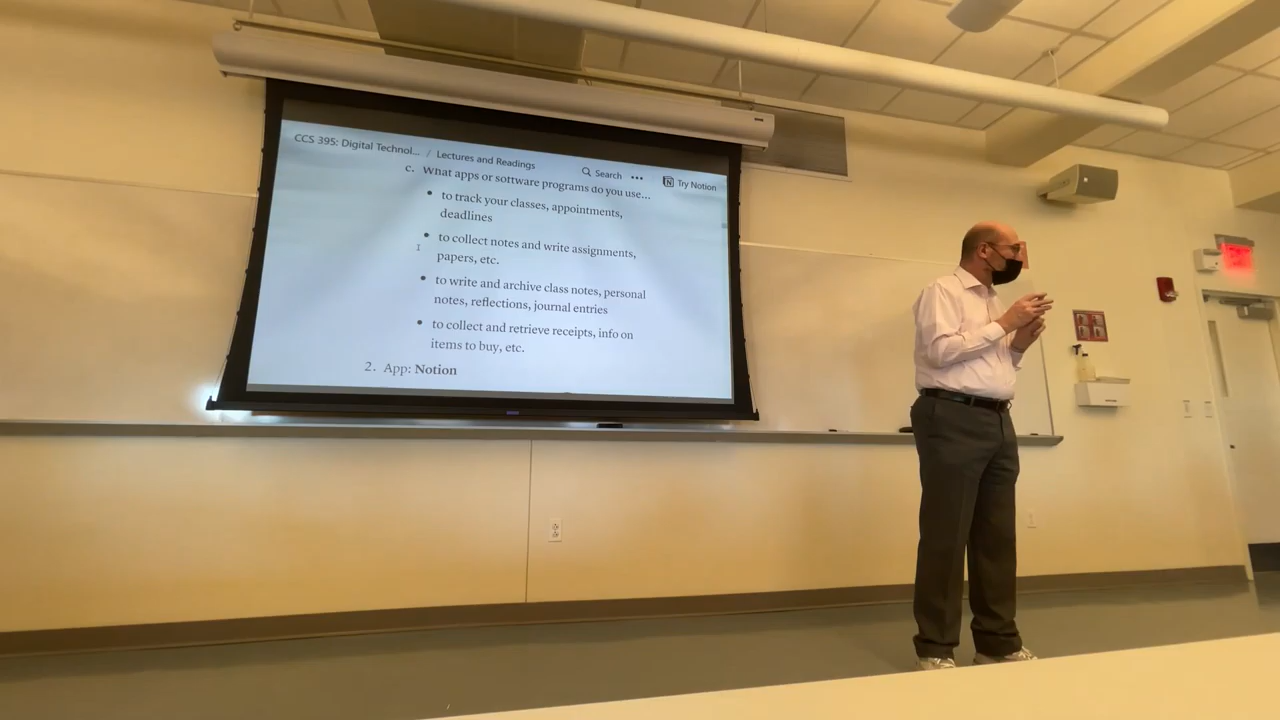 CCS 395: Digital Technol... / Lectures and Readings
Search ••• Try Notion
c. What apps or software programs do you use...
• to track your classes, appointments,
deadlines
• to collect notes and write assignments,
papers, etc.
• to write and archive class notes, personal
notes, reflections, journal entries
• to collect and retrieve receipts, info on
items to buy, etc.
2. App: Notion
EXIT